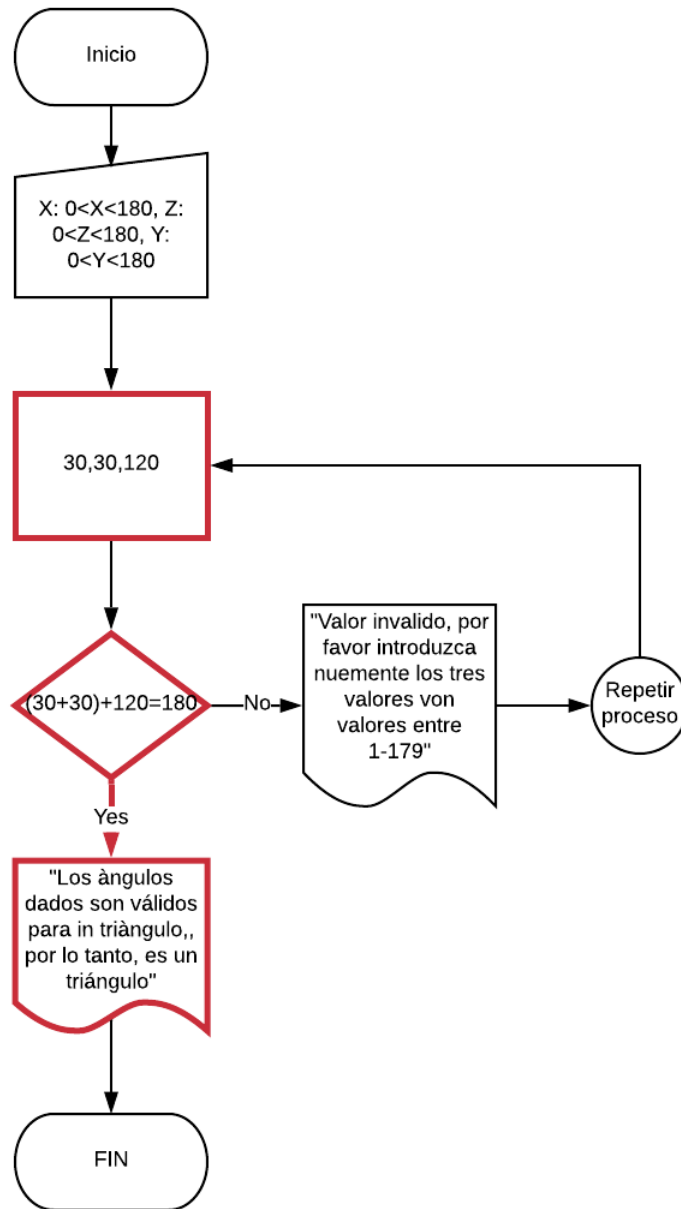 Inicio
X: 0<X<180, Z:
0<Z<180, Y:
0<Y<180
30,30,120
(30+30)+120=180
No
"Valor invalido, por
favor introduzca
nuemente los tres
valores von
valores entre
1-179"
Repetir
proceso
Yes
"Los àngulos
dados son válidos
para in triàngulo,,
por lo tanto, es un
triángulo"
FIN